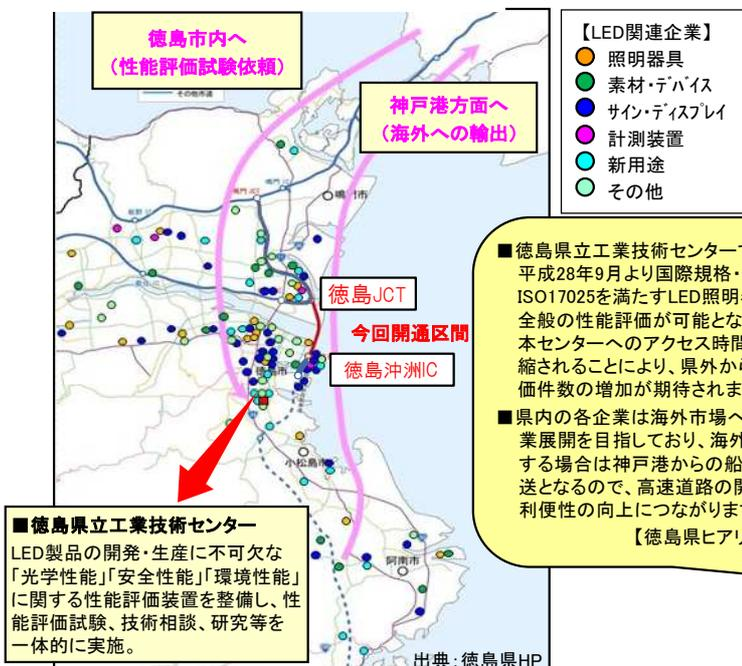 徳島市内へ
（性能評価試験依頼）
その他市道
神戸港方面へ
（海外への輸出）
【LED関連企業】
照明器具
素材・ﾃﾞﾊﾞｲｽ
ｻｲﾝ・ﾃﾞｨｽﾌﾟﾚｲ
計測装置
新用途
その他
鳴門JCT
徳島JCT
今回開通区間
徳島沖洲IC
小松島市
阿南市
■徳島県立工業技術センター
LED製品の開発・生産に不可欠な
「光学性能」「安全性能」「環境性能」
に関する性能評価装置を整備し、性
能評価試験、技術相談、研究等を
一体的に実施。
■徳島県立工業技術センター
平成28年9月より国際規格・
ISO17025を満たすLED照明
全般の性能評価が可能とな
本センターへのアクセス時間
縮されることにより、県外か
価件数の増加が期待されま
■県内の各企業は海外市場へ
業展開を目指しており、海外
する場合は神戸港からの船
送となるので、高速道路の開
利便性の向上につながりま
【徳島県ヒアリ
出典：徳島県HP